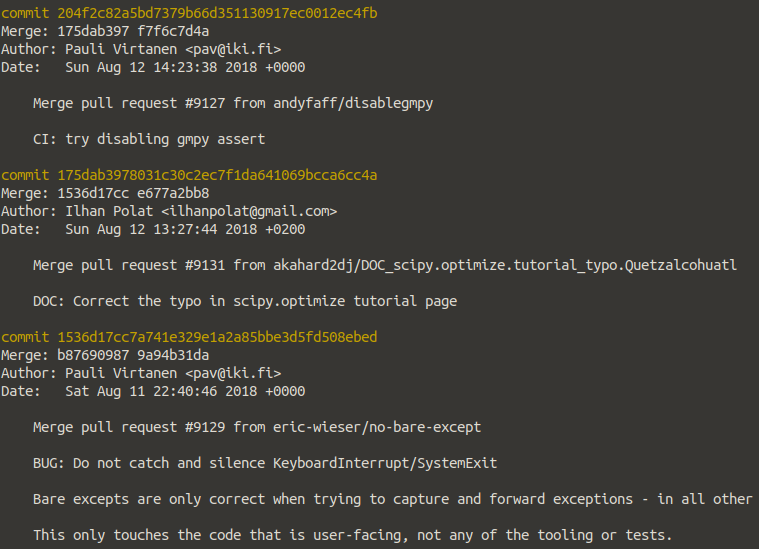 commit 204f2c82a5bd7379b66d351130917ec0012ec4fb
Merge: 175dab397 f7f6c7d4a
Author: Pauli Virtanen <pav@iki.fi>
Date:   Sun Aug 12 14:23:38 2018 +0000
Merge pull request #9127 from andyfaff/disablegmpy
CI: try disabling gmpy assert
commit 175dab3978031c30c2ec7f1da641069bcca6cc4a
Merge: 1536d17cc e677a2bb8
Author: Ilhan Polat <ilhanpolat@gmail.com>
Date:   Sun Aug 12 13:27:44 2018 +0200
Merge pull request #9131 from akahard2dj/DOC_scipy.optimize.tutorial_typo.Quetzalcohuatl
DOC: Correct the typo in scipy.optimize tutorial page
commit 1536d17cc7a741e329e1a2a85bbe3d5fd508ebed
Merge: b87690987 9a94b31da
Author: Pauli Virtanen <pav@iki.fi>
Date:   Sat Aug 11 22:40:46 2018 +0000
Merge pull request #9129 from eric-wieser/no-bare-except
BUG: Do not catch and silence KeyboardInterrupt/SystemExit
Bare excepts are only correct when trying to capture and forward exceptions - in all other
This only touches the code that is user-facing, not any of the tooling or tests.